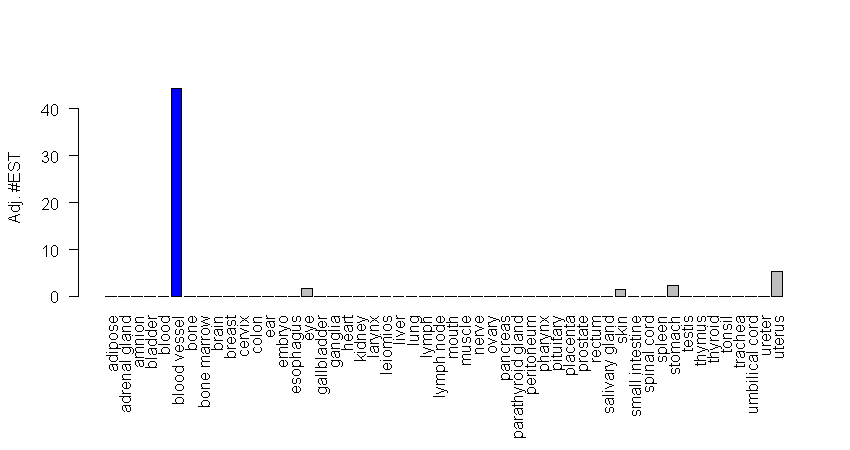 Adj. #EST
40
30
20
10
0
adipose
adrenal gland
amnion
bladder
blood
blood vessel
bone
bone marrow
brain
breast
cervix
colon
ear
embryo
esophagus
eye
gallbladder
ganglia
heart
kidney
larynx
leiomios
liver
lung
lymph
lymph node
mouth
muscle
nerve
ovary
pancreas
parathyroid gland
peritoneum
pharynx
pituitary
placenta
prostate
rectum
salivary gland
skin
small intestine
spinal cord
spleen
stomach
testis
thymus
thyroid
tonsil
trachea
umbilical cord
ureter
uterus